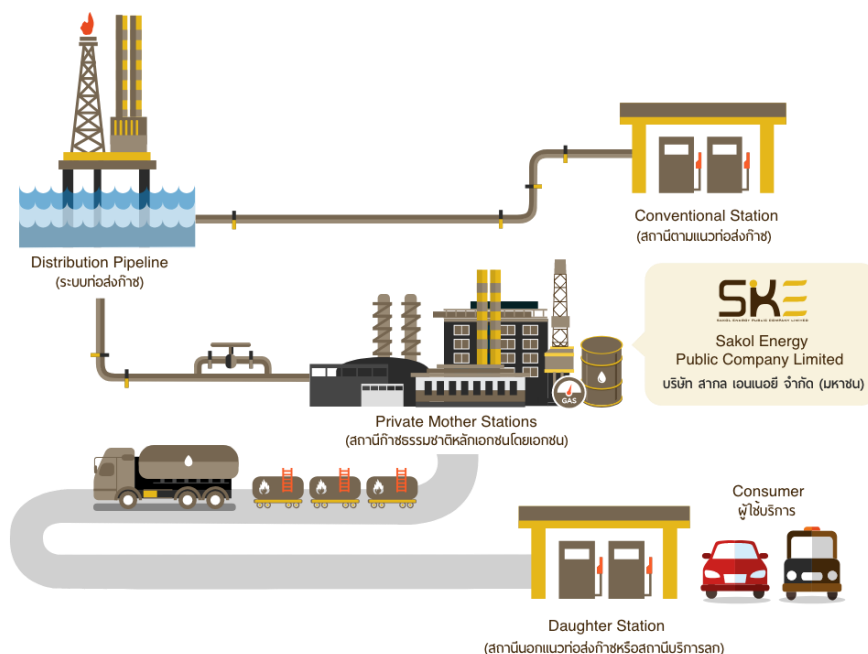 Conventional Station
(สถานีตามแนวท่อส่งก๊าซ)
Distribution Pipeline
(ระบบท่อส่งก๊าซ)
SKE
SAKOL ENERGY PUBLIC COMPANY LIMITED
Sakol Energy
Public Company Limited
บริษัท สากล เอนเนอยี จำกัด (มหาชน)
GAS
Private Mother Stations
(สถานีก๊าซธรรมชาติหลักเอกชนโดยเอกชน)
Consumer
ผู้ใช้บริการ
Daughter Station
(สถานีนอกแนวท่อส่งก๊าซหรือสถานีบริการลูก)